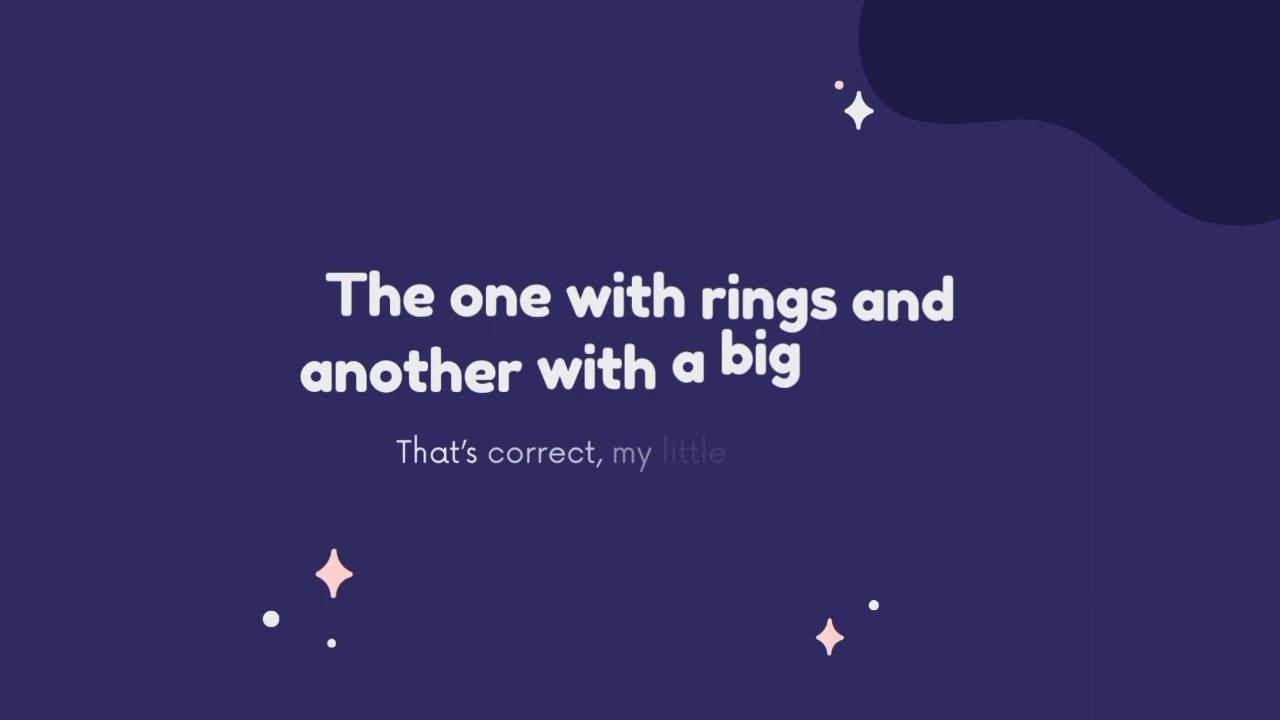 The one with rings and
another with a big
That's correct, my little